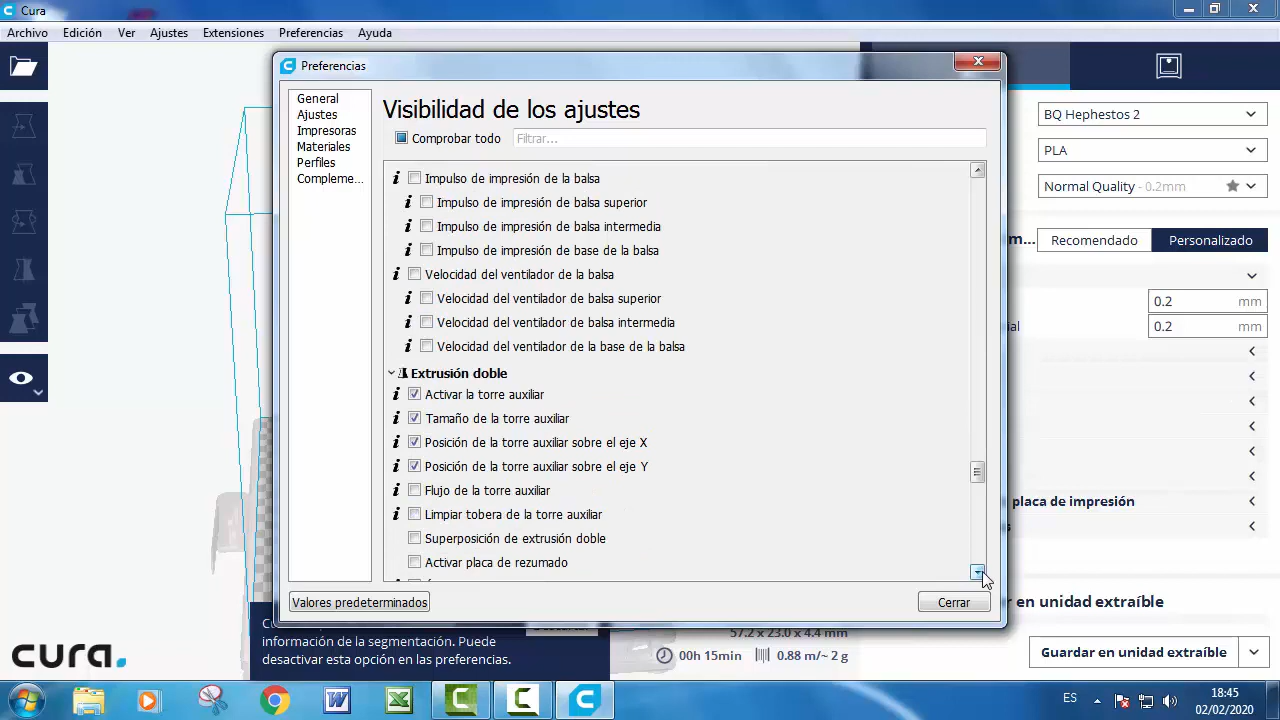 Cura
Archivo Edición Ver Ajustes Extensiones Preferencias Ayuda
Preferencias
General
Ajustes
Impresoras
Materiales
Perfiles
Compleme...
Visibilidad de los ajustes
Comprobar todo Filtrar...
Impulso de impresión de la balsa
Impulso de impresión de balsa superior
Impulso de impresión de balsa intermedia
Impulso de impresión de base de la balsa
Velocidad del ventilador de la balsa
Velocidad del ventilador de balsa superior
Velocidad del ventilador de balsa intermedia
Velocidad del ventilador de la base de la balsa
Extrusión doble
Activar la torre auxiliar
Tamaño de la torre auxiliar
Posición de la torre auxiliar sobre el eje X
Posición de la torre auxiliar sobre el eje Y
Flujo de la torre auxiliar
Limpiar tobera de la torre auxiliar
Superposición de extrusión doble
Activar placa de rezumado
Valores predeterminados
Cerrar
BQ Hephestos 2
PLA
Normal Quality - 0.2mm
m... Recomendado Personalizado
0.2 mm
ial 0.2 mm
placa de impresión
s
r en unidad extraíble
Guardar en unidad extraíble
información de la segmentación. Puede
desactivar esta opción en las preferencias.
57.2 x 23.0 x 4.4 mm
00h 15min 0.88 m/~ 2 g
cura.
ES
18:45
02/02/2020